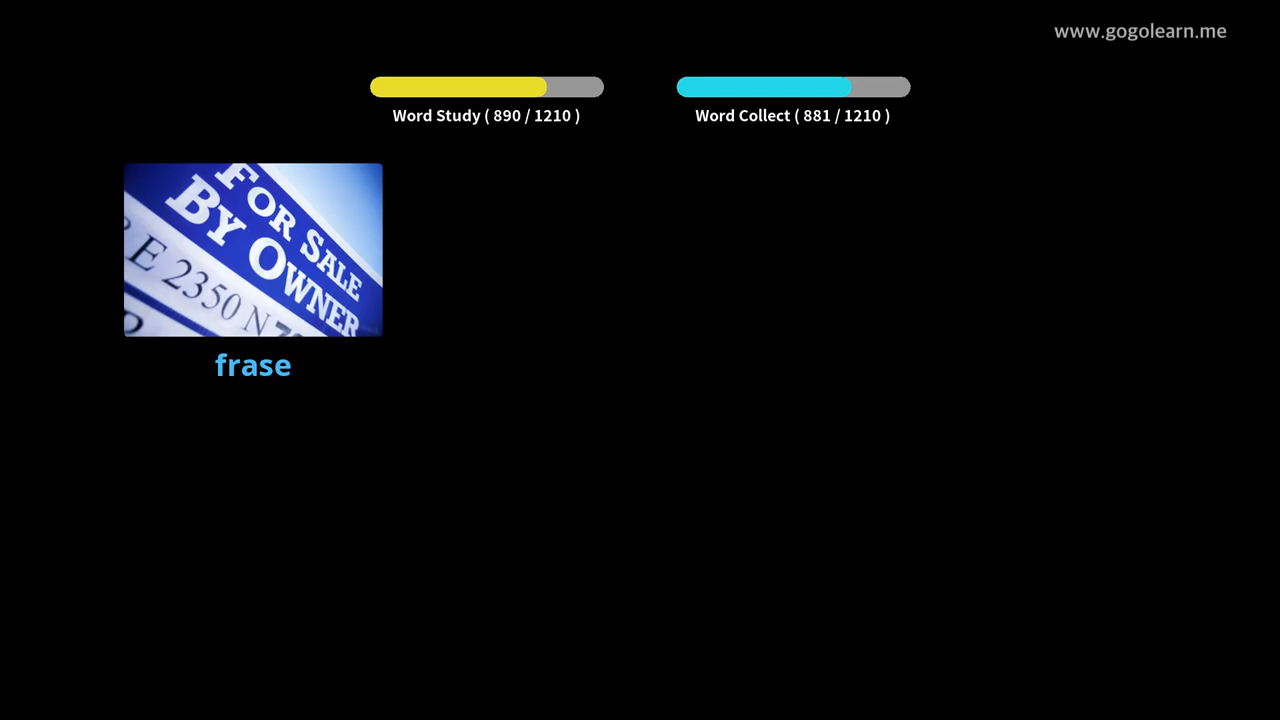 www.gogolearn.me
Word Study ( 890 / 1210 )
Word Collect ( 881 / 1210 )
FOR SALE
BY OWNER
E 2350 N
frase